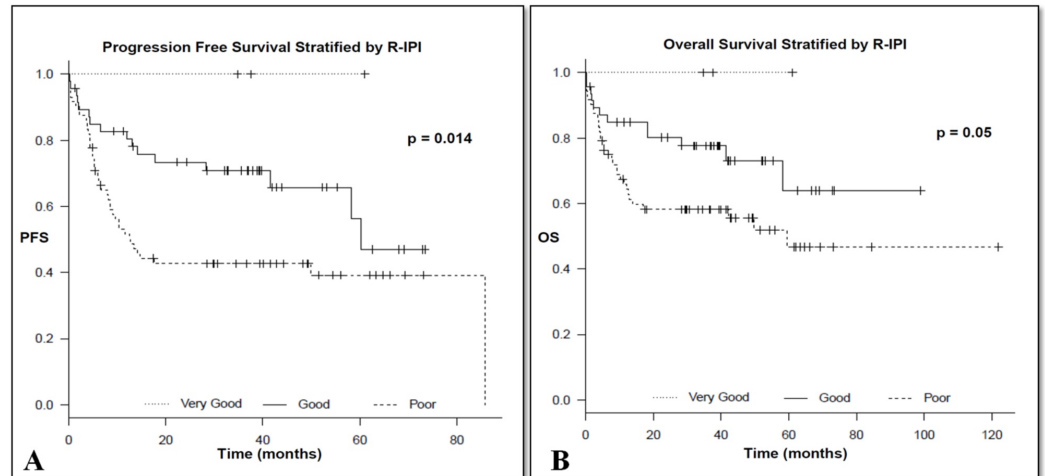 Progression Free Survival Stratified by R-IPI
1.0
0.8
p = 0.014
0.6
PFS
0.4
0.2
0.0
Very Good Good Poor
0 20 40 60 80
Time (months)
A
Overall Survival Stratified by R-IPI
1.0
0.8
p = 0.05
0.6
OS
0.4
0.2
0.0
Very Good Good Poor
0 20 40 60 80 100 120
Time (months)
B